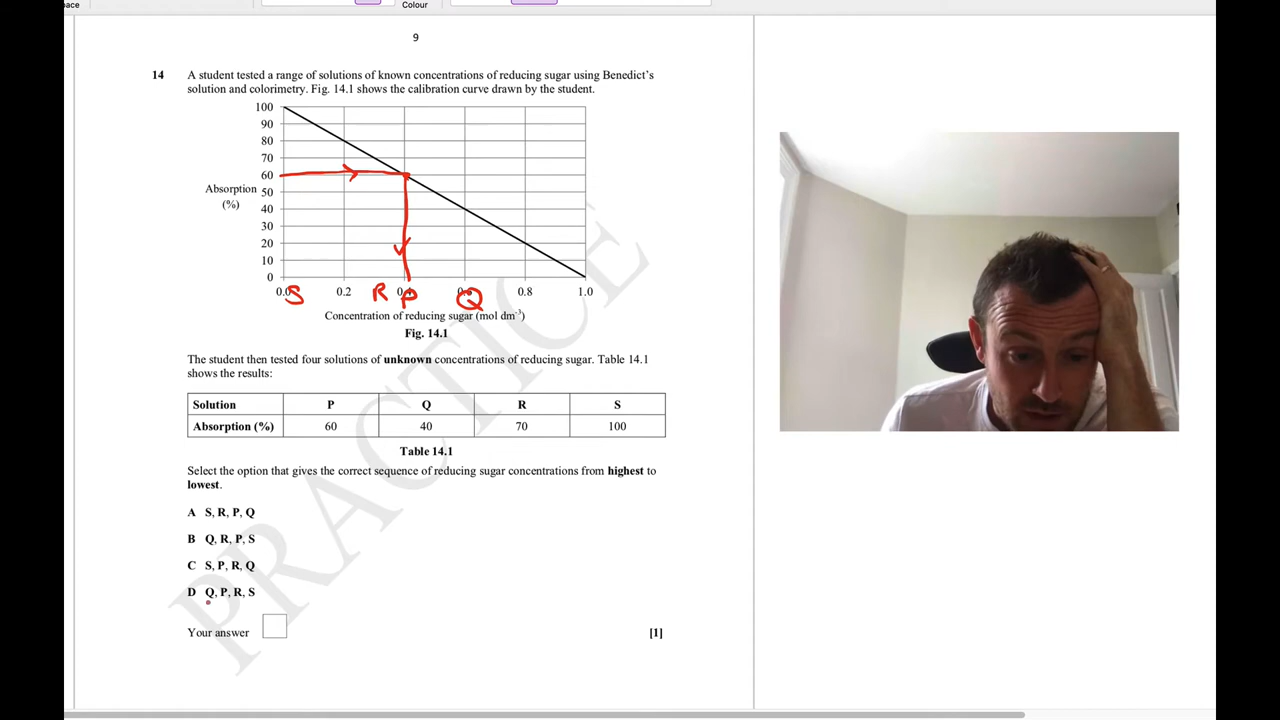 pace
Colour
9
14 A student tested a range of solutions of known concentrations of reducing sugar using Benedict's
solution and colorimetry. Fig. 14.1 shows the calibration curve drawn by the student.
100
90
80
70
60
Absorption 50
(%) 40
30
20
10
0
0.0 0.2 0.8 1.0
S R P Q
Concentration of reducing sugar (mol dm⁻³)
Fig. 14.1
The student then tested four solutions of unknown concentrations of reducing sugar. Table 14.1
shows the results:
Solution P Q R S
Absorption (%) 60 40 70 100
Table 14.1
Select the option that gives the correct sequence of reducing sugar concentrations from highest to
lowest.
A S, R, P, Q
B Q, R, P, S
C S, P, R, Q
D Q, P, R, S
Your answer [1]
PRACTICE